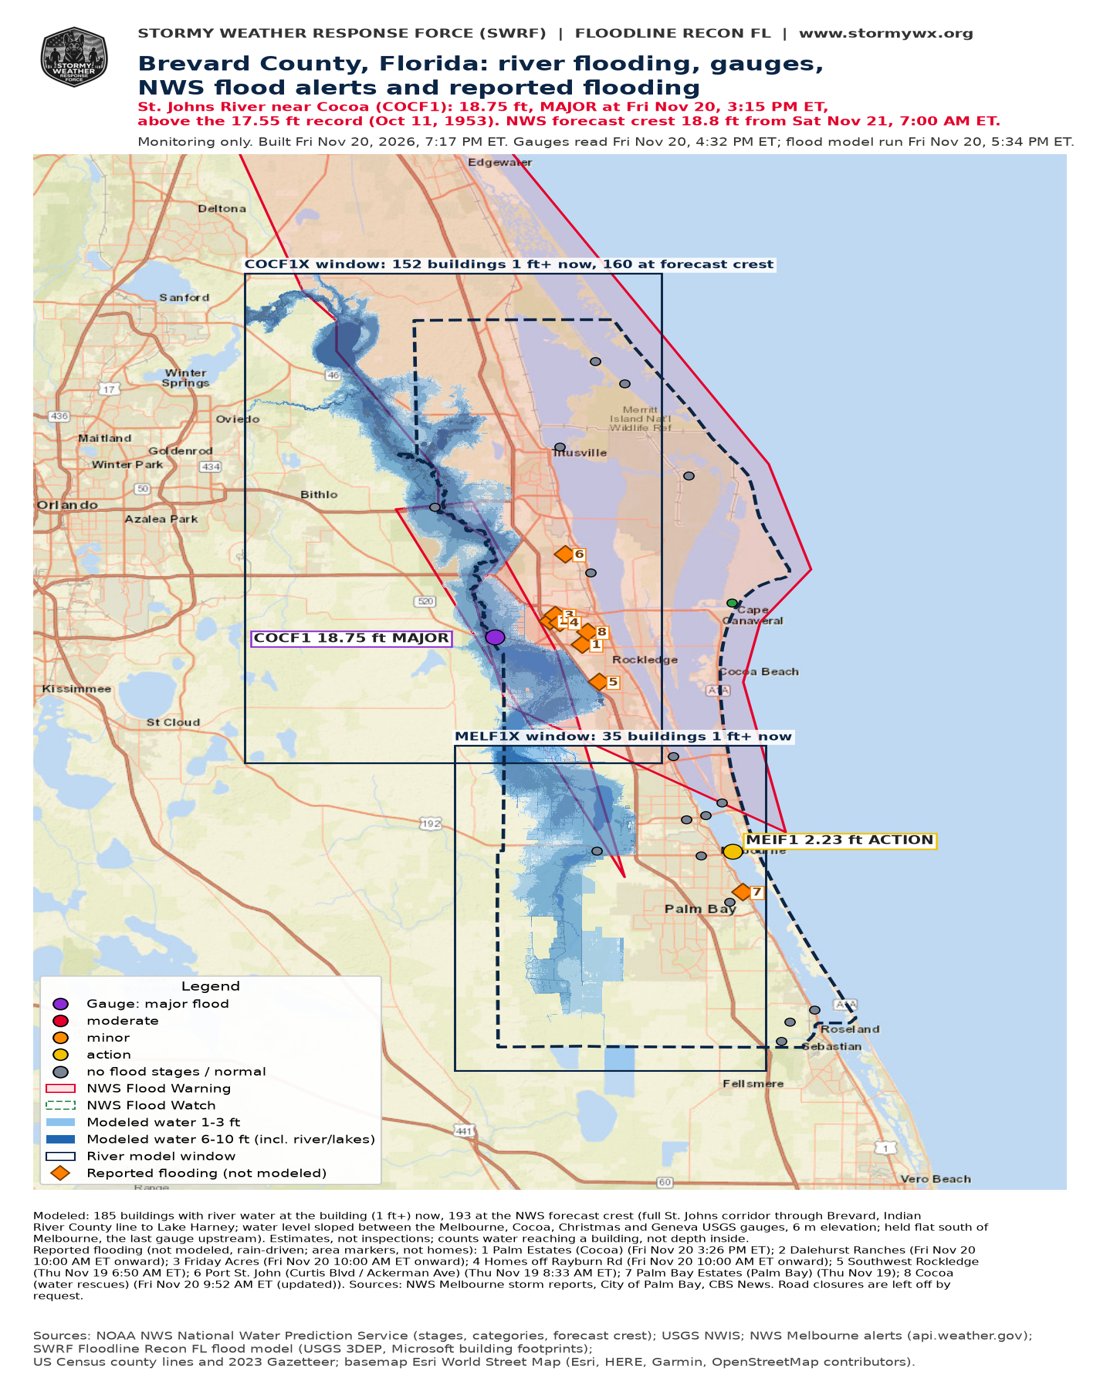 STORMY WEATHER RESPONSE FORCE (SWRF)  |  FLOODLINE RECON FL  |  www.stormywx.org
STORMY
WEATHER
RESPONSE
FORCE
Brevard County, Florida: river flooding, gauges,
NWS flood alerts and reported flooding
St. Johns River near Cocoa (COCF1): 18.75 ft, MAJOR at Fri Nov 20, 3:15 PM ET,
above the 17.55 ft record (Oct 11, 1953). NWS forecast crest 18.8 ft from Sat Nov 21, 7:00 AM ET.
Monitoring only. Built Fri Nov 20, 2026, 7:17 PM ET. Gauges read Fri Nov 20, 4:32 PM ET; flood model run Fri Nov 20, 5:34 PM ET.
Edgewater
Deltona
COCF1X window: 152 buildings 1 ft+ now, 160 at forecast crest
Sanford
46
Winter
Springs
17
436
Oviedo
Merritt
Island Nat'l
Wildlife Ref
Maitland
Goldenrod
Titusville
Winter Park
434
50
Bithlo
Orlando
Azalea Park
6
520
3
4
Cape
Canaveral
8
COCF1 18.75 ft MAJOR
1
Rockledge
Cocoa Beach
5
A1A
Kissimmee
St Cloud
MELF1X window: 35 buildings 1 ft+ now
192
MEIF1 2.23 ft ACTION
7
Palm Bay
A1A
Roseland
Sebastian
Fellsmere
441
1
60
Vero Beach
Range
Legend
Gauge: major flood
moderate
minor
action
no flood stages / normal
NWS Flood Warning
NWS Flood Watch
Modeled water 1-3 ft
Modeled water 6-10 ft (incl. river/lakes)
River model window
Reported flooding (not modeled)
Modeled: 185 buildings with river water at the building (1 ft+) now, 193 at the NWS forecast crest (full St. Johns corridor through Brevard, Indian
River County line to Lake Harney; water level sloped between the Melbourne, Cocoa, Christmas and Geneva USGS gauges, 6 m elevation; held flat south of
Melbourne, the last gauge upstream). Estimates, not inspections; counts water reaching a building, not depth inside.
Reported flooding (not modeled, rain-driven; area markers, not homes): 1 Palm Estates (Cocoa) (Fri Nov 20 3:26 PM ET); 2 Dalehurst Ranches (Fri Nov 20
10:00 AM ET onward); 3 Friday Acres (Fri Nov 20 10:00 AM ET onward); 4 Homes off Rayburn Rd (Fri Nov 20 10:00 AM ET onward); 5 Southwest Rockledge
(Thu Nov 19 6:50 AM ET); 6 Port St. John (Curtis Blvd / Ackerman Ave) (Thu Nov 19 8:33 AM ET); 7 Palm Bay Estates (Palm Bay) (Thu Nov 19); 8 Cocoa
(water rescues) (Fri Nov 20 9:52 AM ET (updated)). Sources: NWS Melbourne storm reports, City of Palm Bay, CBS News. Road closures are left off by
request.
Sources: NOAA NWS National Water Prediction Service (stages, categories, forecast crest); USGS NWIS; NWS Melbourne alerts (api.weather.gov);
SWRF Floodline Recon FL flood model (USGS 3DEP, Microsoft building footprints);
US Census county lines and 2023 Gazetteer; basemap Esri World Street Map (Esri, HERE, Garmin, OpenStreetMap contributors).